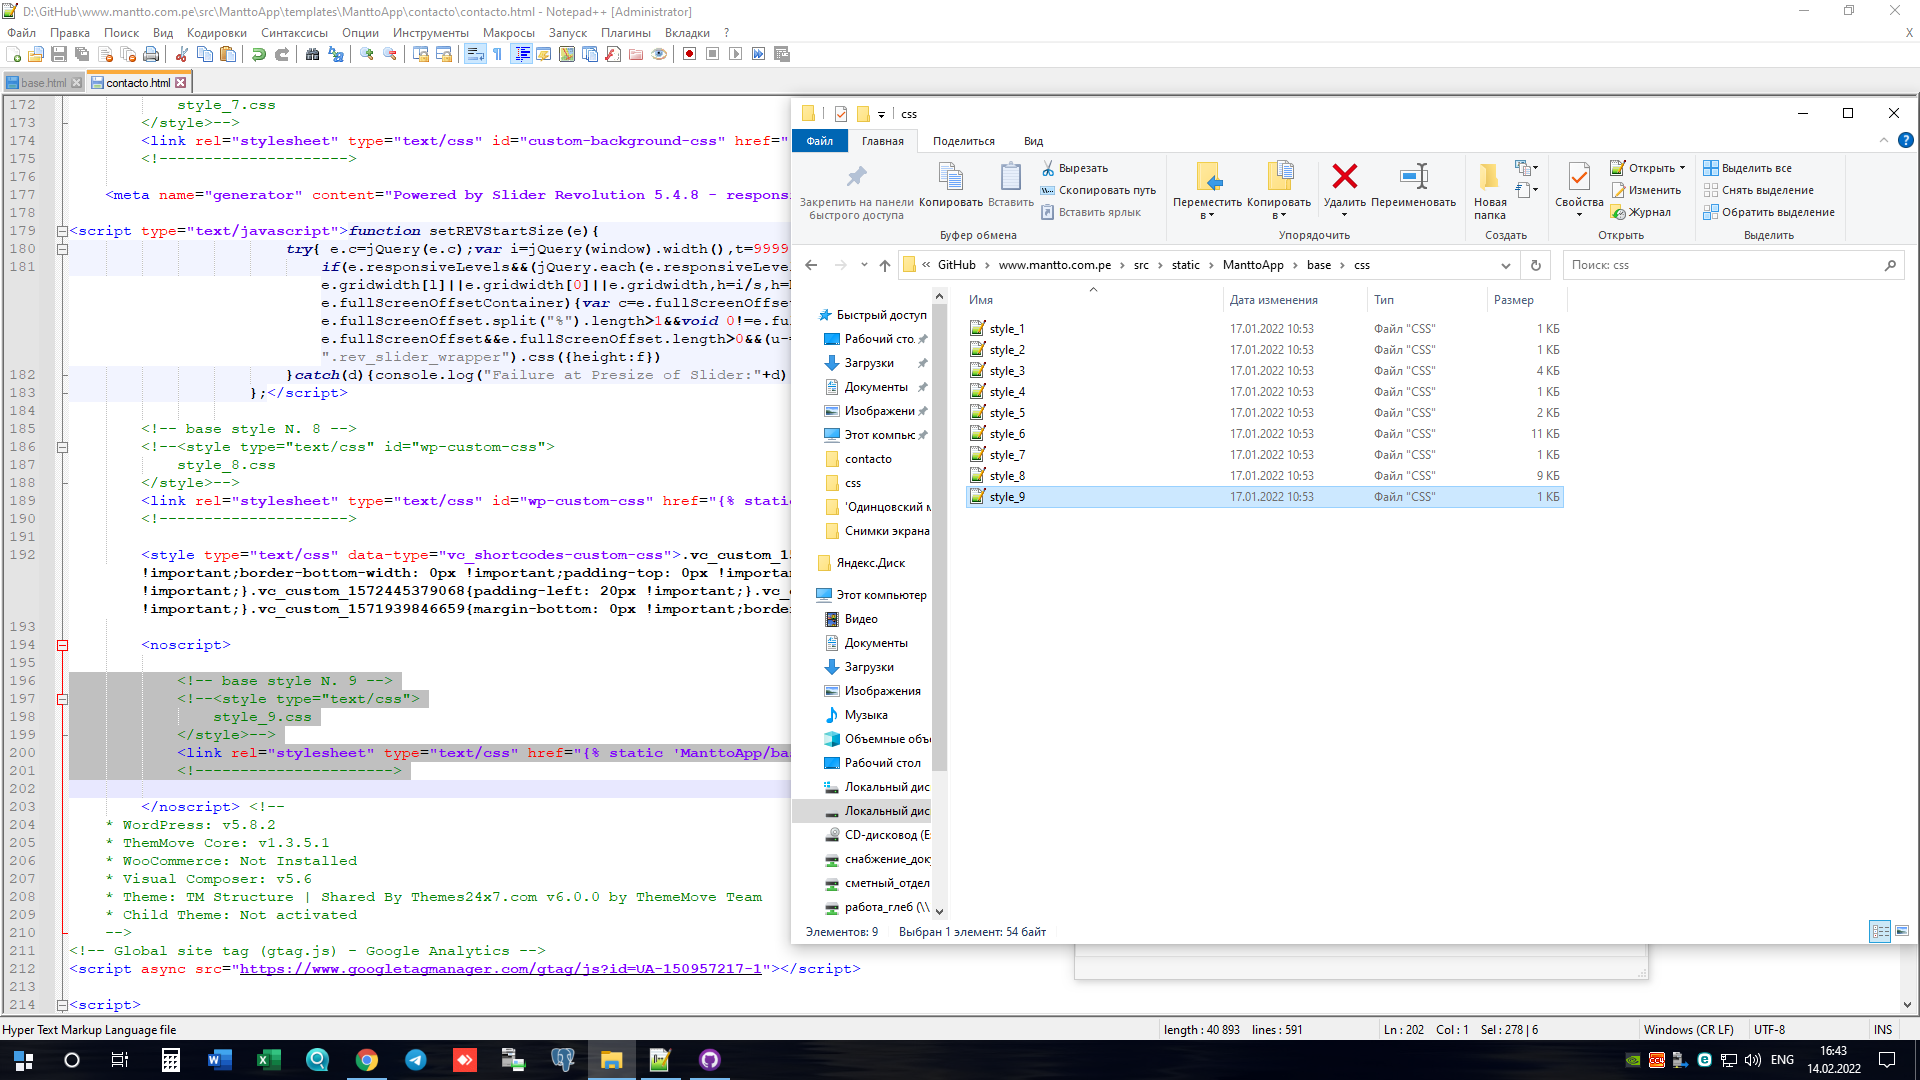 D:\GitHub\www.mantto.com.pe\src\ManttoApp\templates\ManttoApp\contacto\contacto.html - Notepad++ [Administrator]
Файл Правка Поиск Вид Кодировки Синтаксисы Опции Инструменты Макросы Запуск Плагины Вкладки ? X
base.html contacto.html
172 style_7.css
173 </style>-->
174 <link rel="stylesheet" type="text/css" id="custom-background-css" href="
175 <!--------------------->
176
177 <meta name="generator" content="Powered by Slider Revolution 5.4.8 - respons
178
179 <script type="text/javascript">function setREVStartSize(e){
180 try{ e.c=jQuery(e.c);var i=jQuery(window).width(),t=9999
181 if(e.responsiveLevels&&(jQuery.each(e.responsiveLeve
e.gridwidth[l]||e.gridwidth[0]||e.gridwidth,h=i/s,h=
e.fullScreenOffsetContainer){var c=e.fullScreenOffse
e.fullScreenOffset.split("%").length>1&&void 0!=e.fu
e.fullScreenOffset&&e.fullScreenOffset.length>0&&(u-=
".rev_slider_wrapper").css({height:f})
182 }catch(d){console.log("Failure at Presize of Slider:"+d)
183 };</script>
184
185 <!-- base style N. 8 -->
186 <!--<style type="text/css" id="wp-custom-css">
187 style_8.css
188 </style>-->
189 <link rel="stylesheet" type="text/css" id="wp-custom-css" href="{% stati
190 <!--------------------->
191
192 <style type="text/css" data-type="vc_shortcodes-custom-css">.vc_custom_15
!important;border-bottom-width: 0px !important;padding-top: 0px !importan
!important;}.vc_custom_1572445379068{padding-left: 20px !important;}.vc_
!important;}.vc_custom_1571939846659{margin-bottom: 0px !important;border
193
194 <noscript>
195
196 <!-- base style N. 9 -->
197 <!--<style type="text/css">
198 style_9.css
199 </style>-->
200 <link rel="stylesheet" type="text/css" href="{% static 'ManttoApp/ba
201 <!---------------------->
202
203 </noscript> <!--
204 * WordPress: v5.8.2
205 * ThemMove Core: v1.3.5.1
206 * WooCommerce: Not Installed
207 * Visual Composer: v5.6
208 * Theme: TM Structure | Shared By Themes24x7.com v6.0.0 by ThemeMove Team
209 * Child Theme: Not activated
210 -->
211 <!-- Global site tag (gtag.js) - Google Analytics -->
212 <script async src="https://www.googletagmanager.com/gtag/js?id=UA-150957217-1"></script>
213
214 <script>
Hyper Text Markup Language file length : 40 893 lines : 591 Ln : 202 Col : 1 Sel : 278 | 6 Windows (CR LF) UTF-8 INS
css
Файл Главная Поделиться Вид
Закрепить на панели быстрого доступа
Копировать
Вставить
Вырезать
Скопировать путь
Вставить ярлык
Буфер обмена
Переместить в
Копировать в
Удалить
Переименовать
Упорядочить
Новая папка
Создать
Свойства
Открыть
Изменить
Журнал
Открыть
Выделить все
Снять выделение
Обратить выделение
Выделить
« GitHub › www.mantto.com.pe › src › static › ManttoApp › base › css
Поиск: css
Быстрый доступ
Рабочий сто.
Загрузки
Документы
Изображени
Этот компьк
contacto
css
'Одинцовский м
Снимки экрана
Яндекс.Диск
Этот компьютер
Видео
Документы
Загрузки
Изображения
Музыка
Объемные объе
Рабочий стол
Локальный дис
Локальный дис
CD-дисковод (E
снабжение_доку
сметный_отдел
работа_глеб (\\
Имя Дата изменения Тип Размер
style_1 17.01.2022 10:53 Файл "CSS" 1 КБ
style_2 17.01.2022 10:53 Файл "CSS" 1 КБ
style_3 17.01.2022 10:53 Файл "CSS" 4 КБ
style_4 17.01.2022 10:53 Файл "CSS" 1 КБ
style_5 17.01.2022 10:53 Файл "CSS" 2 КБ
style_6 17.01.2022 10:53 Файл "CSS" 11 КБ
style_7 17.01.2022 10:53 Файл "CSS" 1 КБ
style_8 17.01.2022 10:53 Файл "CSS" 9 КБ
style_9 17.01.2022 10:53 Файл "CSS" 1 КБ
Элементов: 9 Выбран 1 элемент: 54 байт
ENG
16:43
14.02.2022